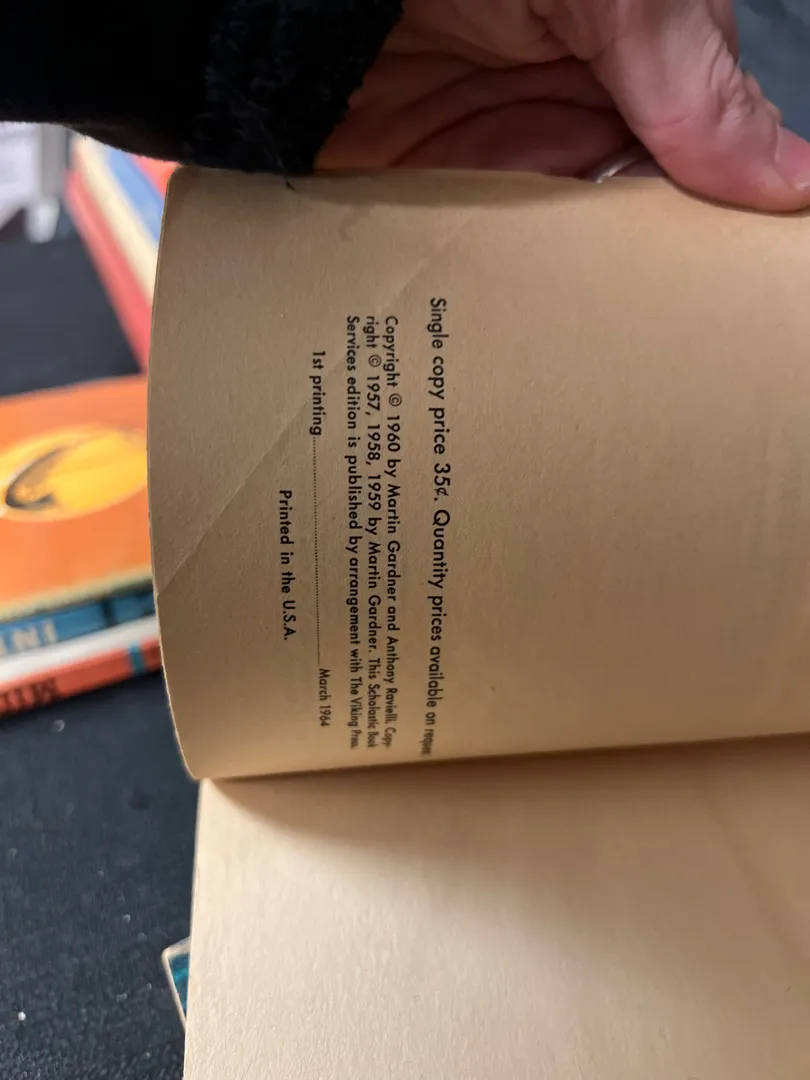 Single copy price 35¢. Quantity prices available on
Copyright © 1960 by Martin Gardner and Anthony Ravielli. Copy-
right © 1957, 1958, 1959 by Martin Gardner. This Scholastic Book
Services edition is published by arrangement with The Viking Press.
1st printing..........March 1964
Printed in the U.S.A.